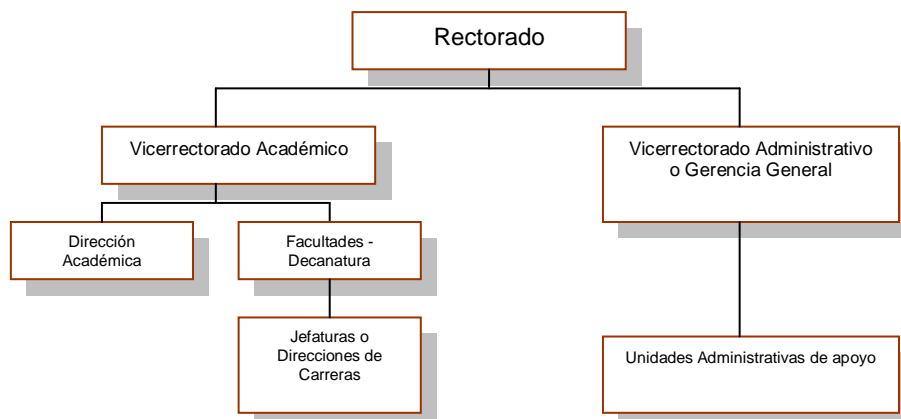 Rectorado
Vicerrectorado Académico
Vicerrectorado Administrativo
o Gerencia General
Dirección
Académica
Facultades -
Decanatura
Jefaturas o
Direcciones de
Carreras
Unidades Administrativas de apoyo